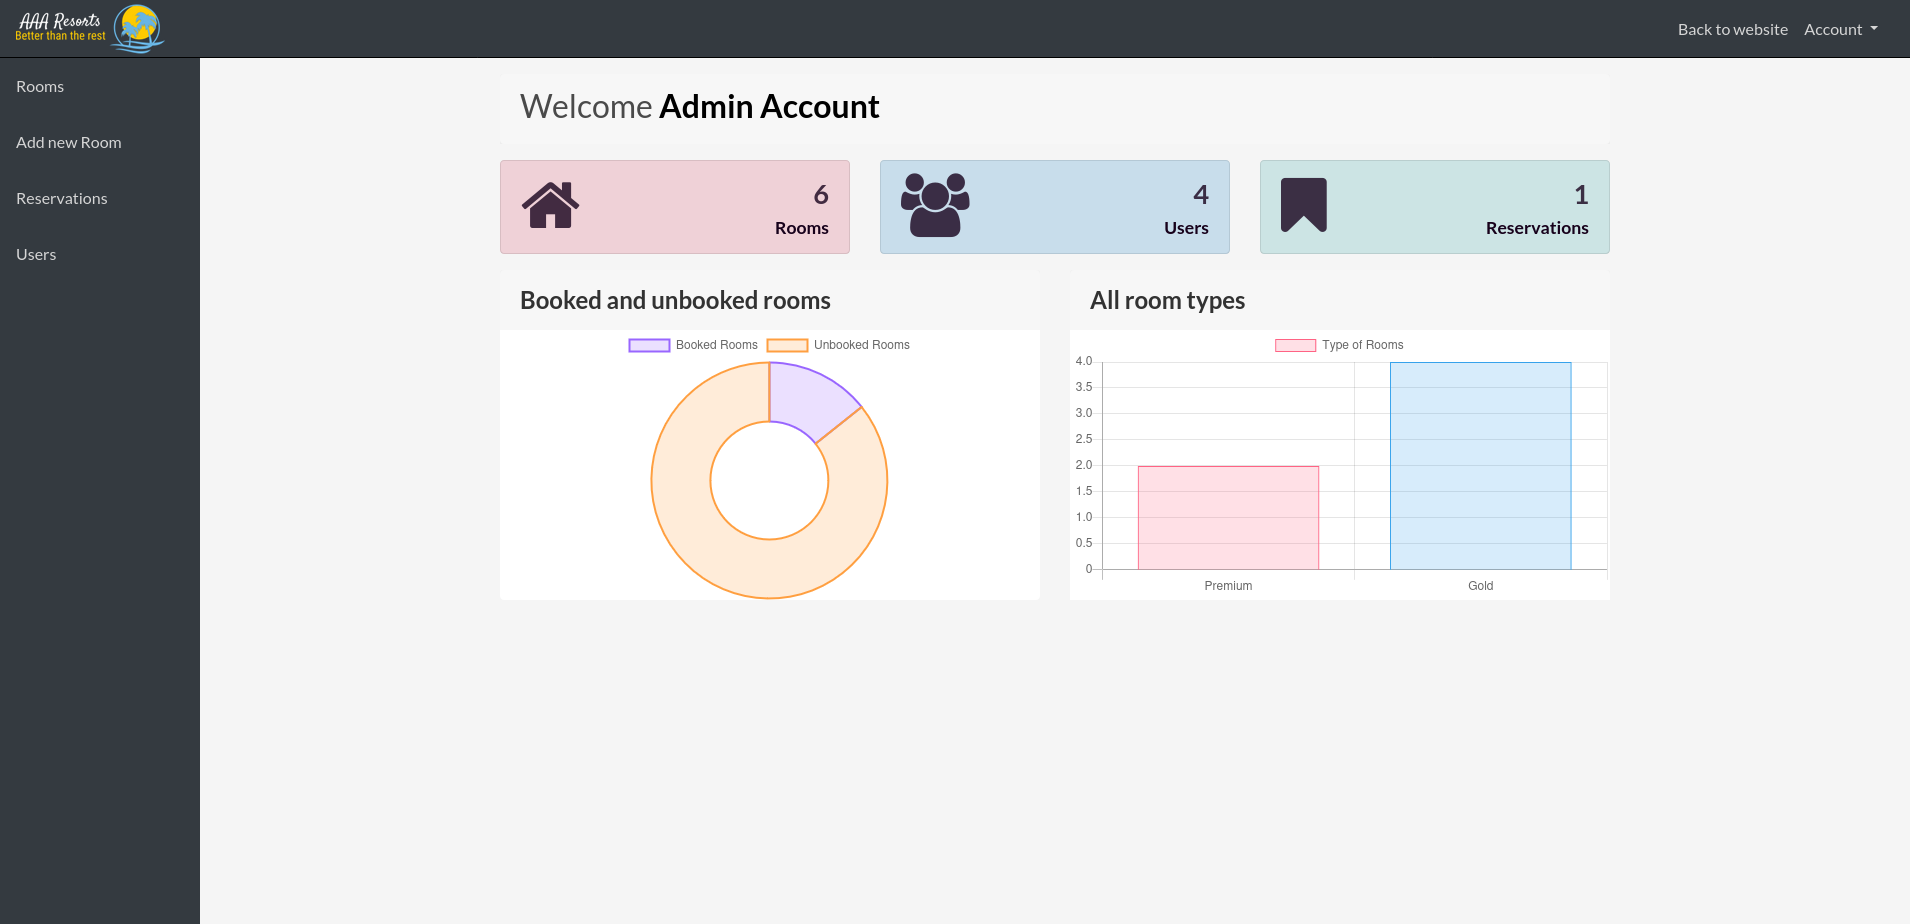 AAA Resorts
Better than the rest
Back to website Account
Rooms
Add new Room
Reservations
Users
Welcome Admin Account
6
Rooms
4
Users
1
Reservations
Booked and unbooked rooms
Booked Rooms Unbooked Rooms
All room types
Type of Rooms
4.0
3.5
3.0
2.5
2.0
1.5
1.0
0.5
0
Premium Gold